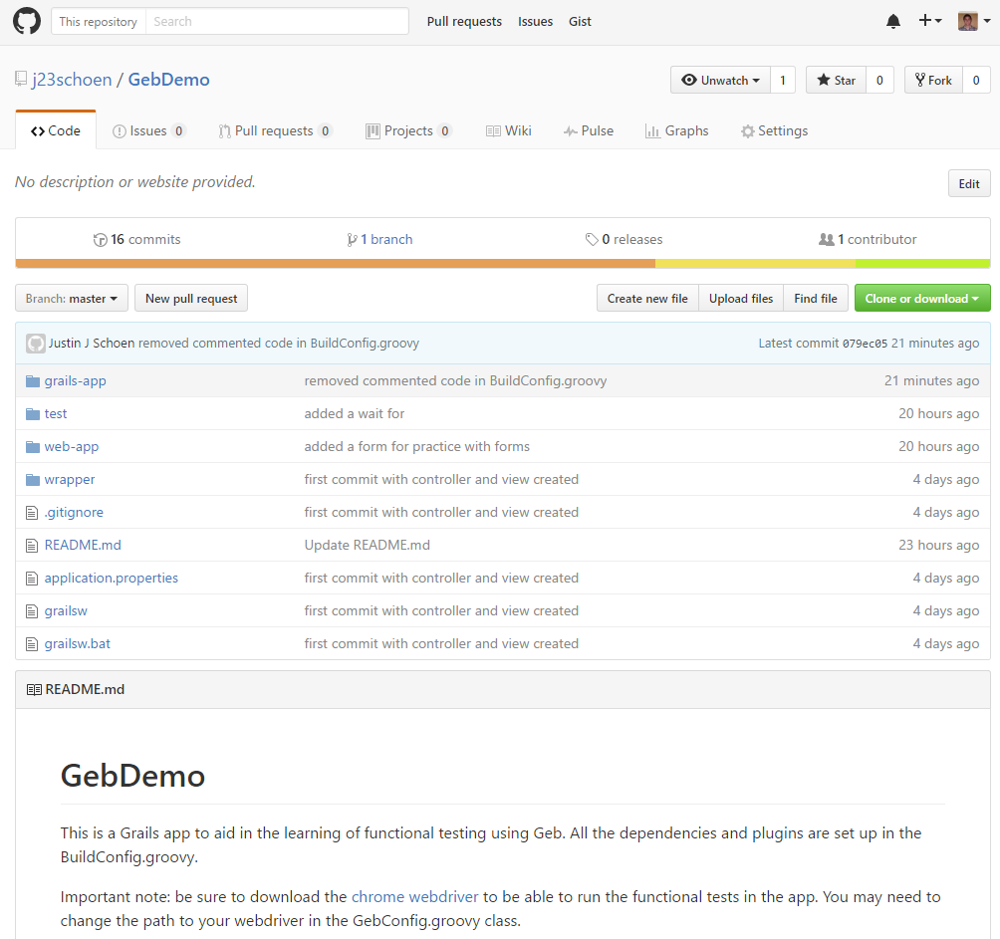 This repository Search Pull requests Issues Gist
j23schoen / GebDemo Unwatch 1 Star 0 Fork 0
Code Issues 0 Pull requests 0 Projects 0 Wiki Pulse Graphs Settings
No description or website provided. Edit
16 commits 1 branch 0 releases 1 contributor
Branch: master New pull request Create new file Upload files Find file Clone or download
Justin J Schoen removed commented code in BuildConfig.groovy Latest commit 079ec05 21 minutes ago
grails-app removed commented code in BuildConfig.groovy 21 minutes ago
test added a wait for 20 hours ago
web-app added a form for practice with forms 20 hours ago
wrapper first commit with controller and view created 4 days ago
.gitignore first commit with controller and view created 4 days ago
README.md Update README.md 23 hours ago
application.properties first commit with controller and view created 4 days ago
grailsw first commit with controller and view created 4 days ago
grailsw.bat first commit with controller and view created 4 days ago
README.md
GebDemo
This is a Grails app to aid in the learning of functional testing using Geb. All the dependencies and plugins are set up in the
BuildConfig.groovy.
Important note: be sure to download the chrome webdriver to be able to run the functional tests in the app. You may need to
change the path to your webdriver in the GebConfig.groovy class.